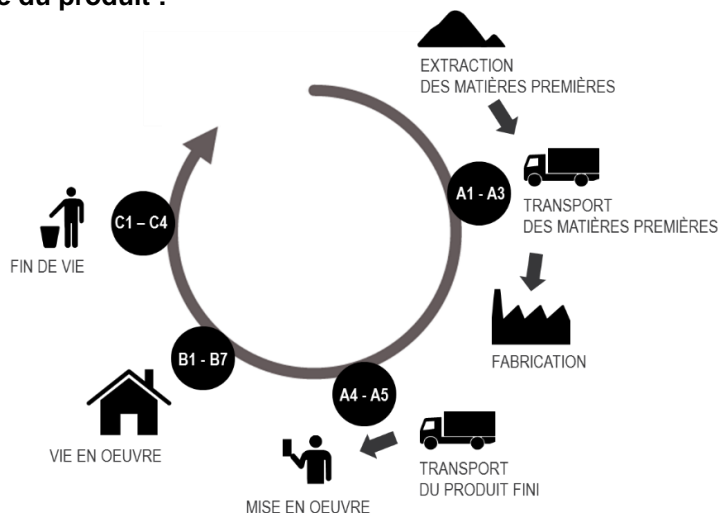 du produit :
EXTRACTION
DES MATIÈRES PREMIÈRES
A1 - A3
TRANSPORT
DES MATIÈRES PREMIÈRES
FABRICATION
A4 - A5
TRANSPORT
DU PRODUIT FINI
MISE EN OEUVRE
B1 - B7
VIE EN OEUVRE
C1 – C4
FIN DE VIE